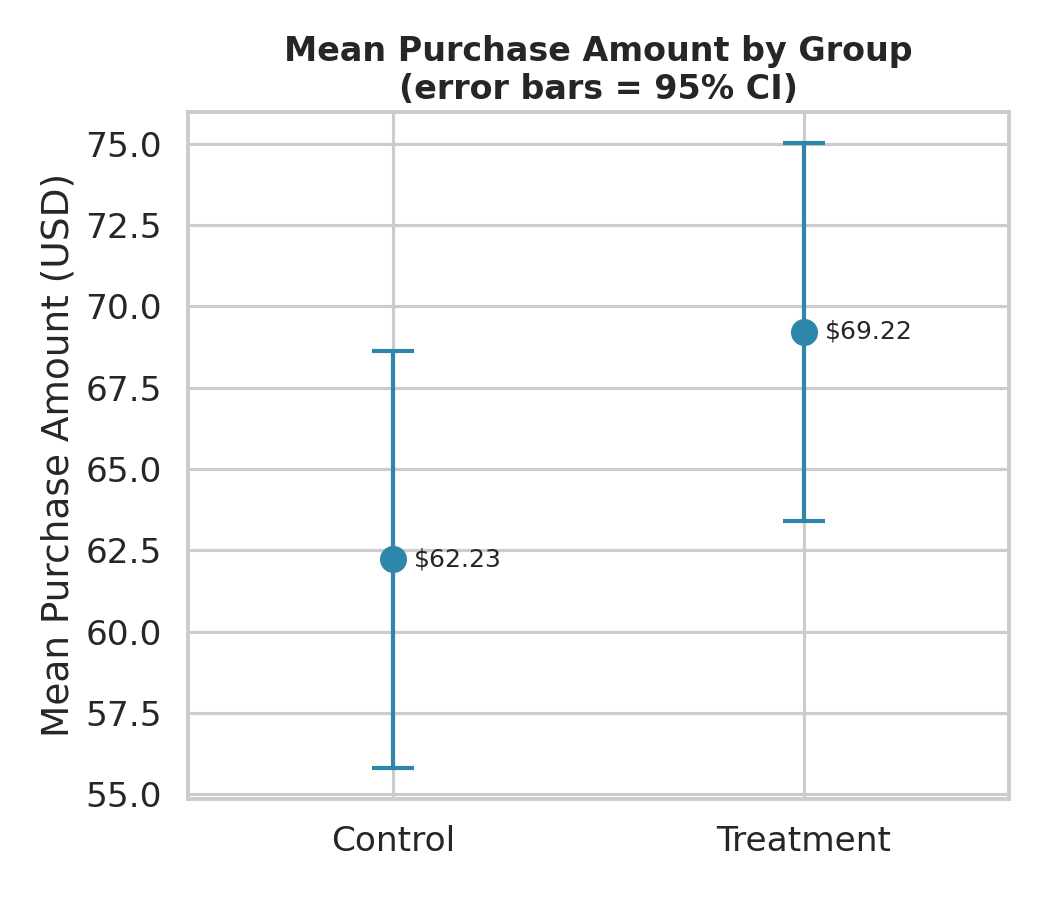 Mean Purchase Amount by Group
(error bars = 95% CI)
Mean Purchase Amount (USD)
75.0
72.5
70.0
67.5
65.0
62.5
60.0
57.5
55.0
$69.22
$62.23
Control
Treatment